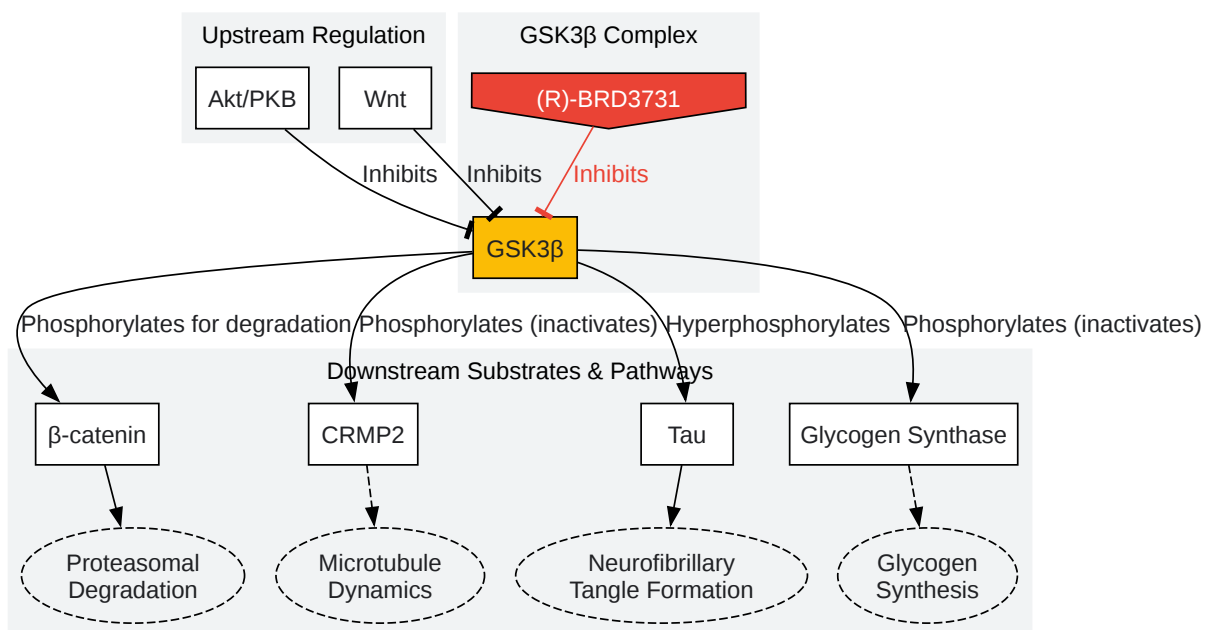 Upstream Regulation
GSK3β Complex
Akt/PKB
Wnt
(R)-BRD3731
Inhibits
Inhibits
Inhibits
GSK3β
Phosphorylates for degradation
Phosphorylates (inactivates)
Hyperphosphorylates
Phosphorylates (inactivates)
Downstream Substrates & Pathways
β-catenin
CRMP2
Tau
Glycogen Synthase
Proteasomal
Degradation
Microtubule
Dynamics
Neurofibrillary
Tangle Formation
Glycogen
Synthesis